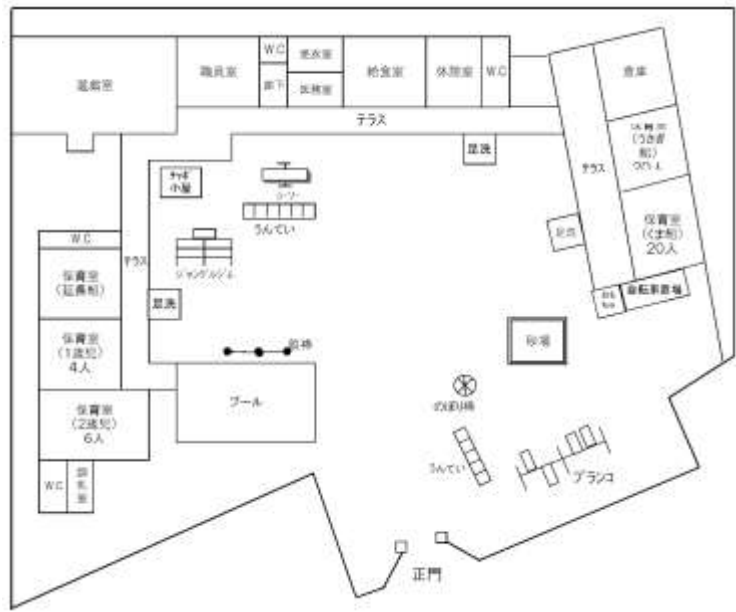 遊戯室
職員室
W.C
廊下
更衣室
医務室
給食室
休憩室
W.C
倉庫
テラス
足洗
小屋
シーソー
うんてい
ジャングルジム
テラス
(うさぎ
組)
20人
保育室
(くま組)
20人
足洗
自転車置場
W.C
保育室
(延長組)
テラス
足洗
保育室
(1歳児)
4人
保育室
(2歳児)
6人
W.C
調乳室
鉄棒
プール
砂場
のぼり棒
うんてい
ブランコ
正門